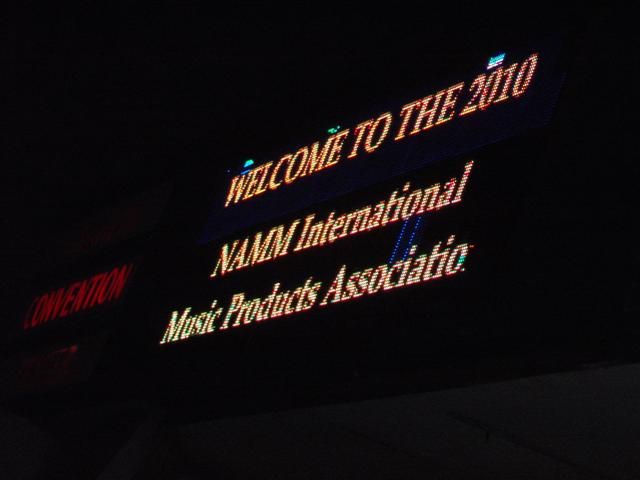 WELCOME TO THE 2010
NAMM International
Music Products Associatio
CONVENTION